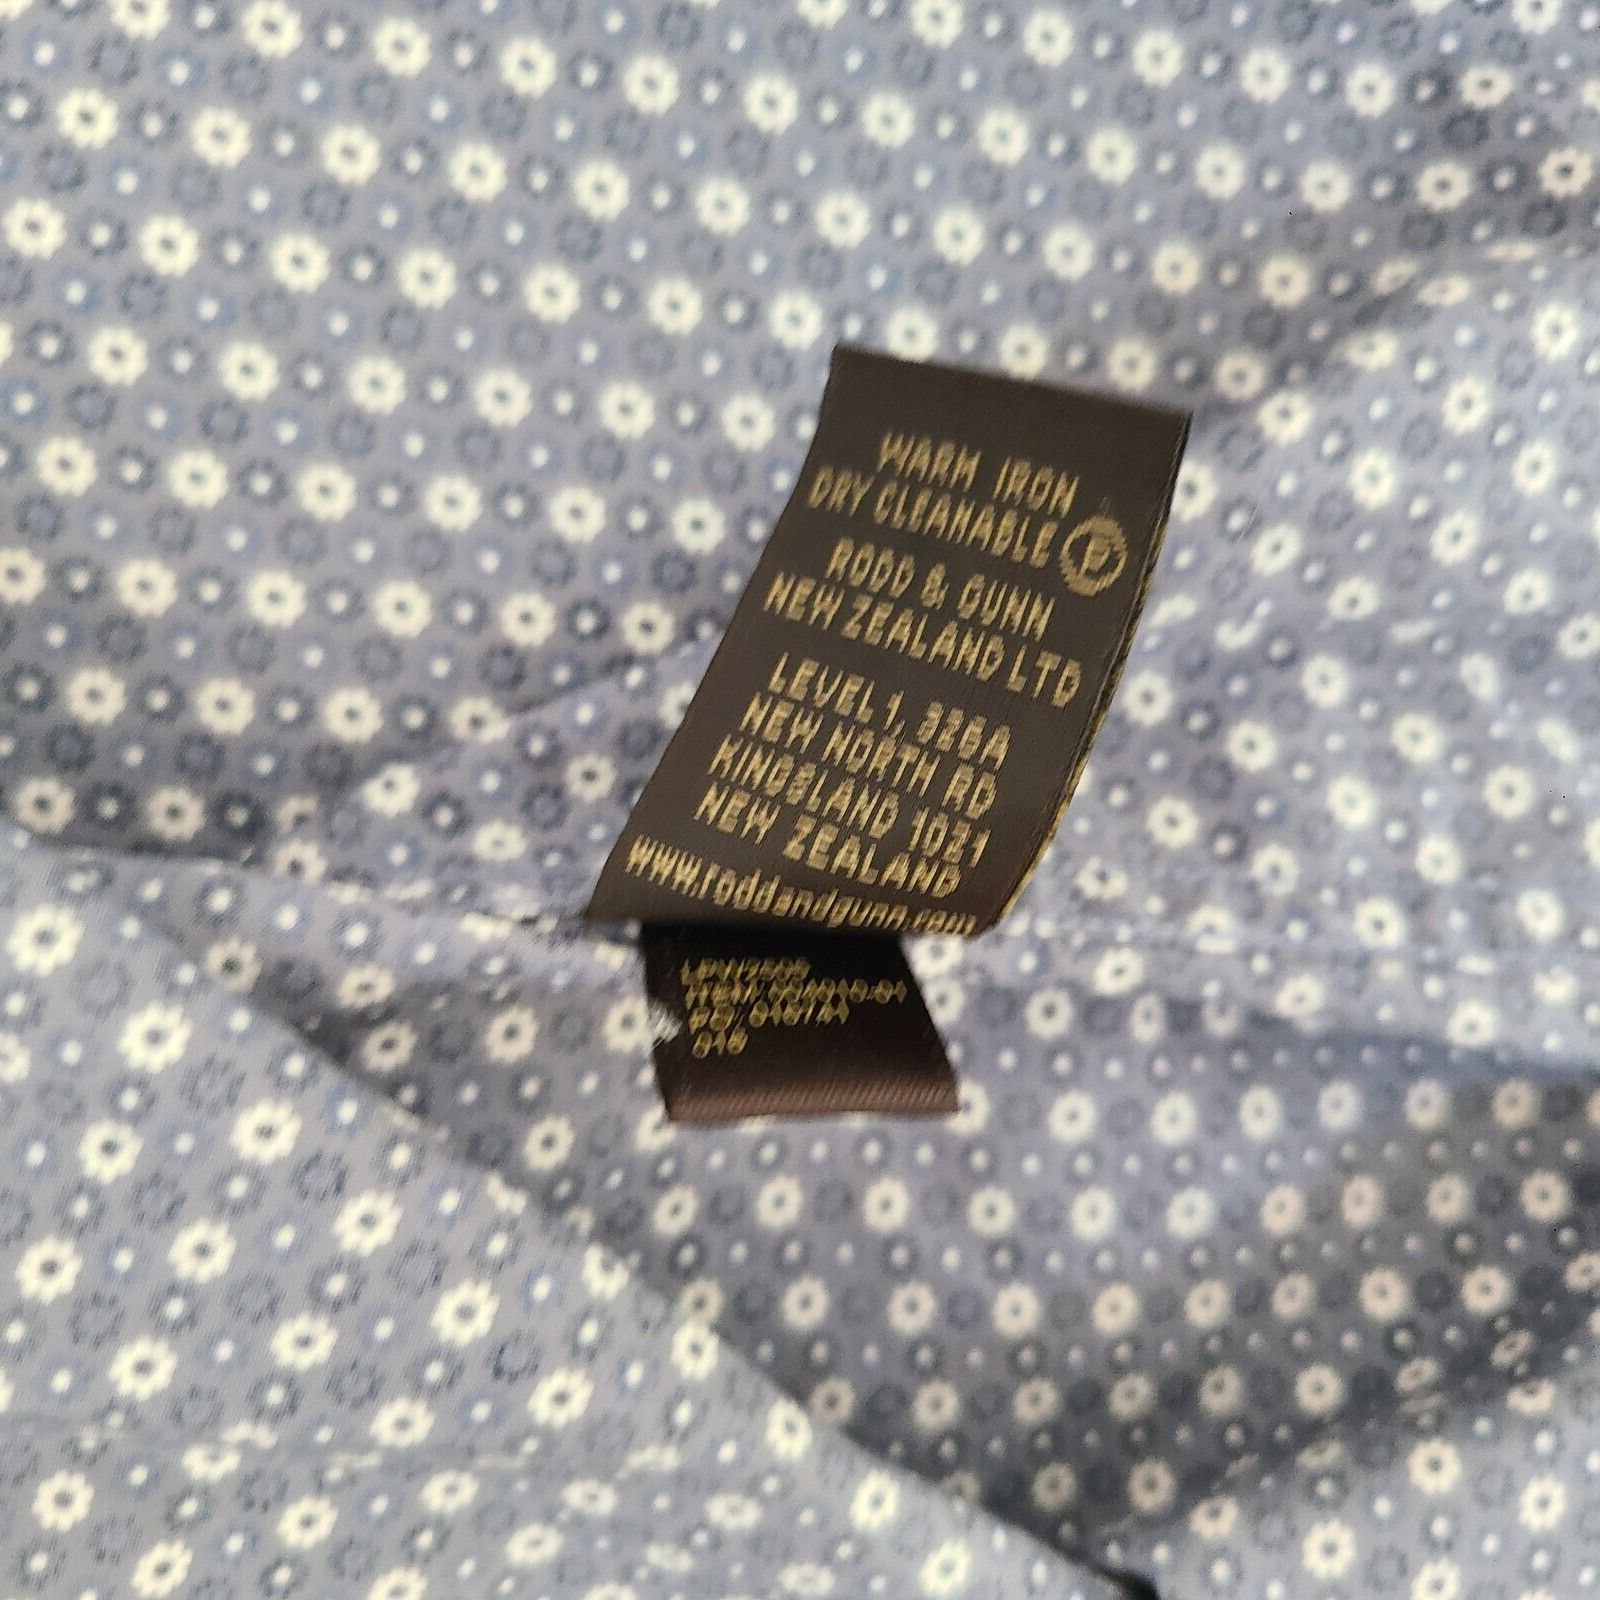 WARM IRON
DRY CLEANABLE Ⓟ
RODD & GUNN
NEW ZEALAND LTD
LEVEL 1, 326A
NEW NORTH RD
KINGSLAND 1021
NEW ZEALAND
www.roddandgunn.com